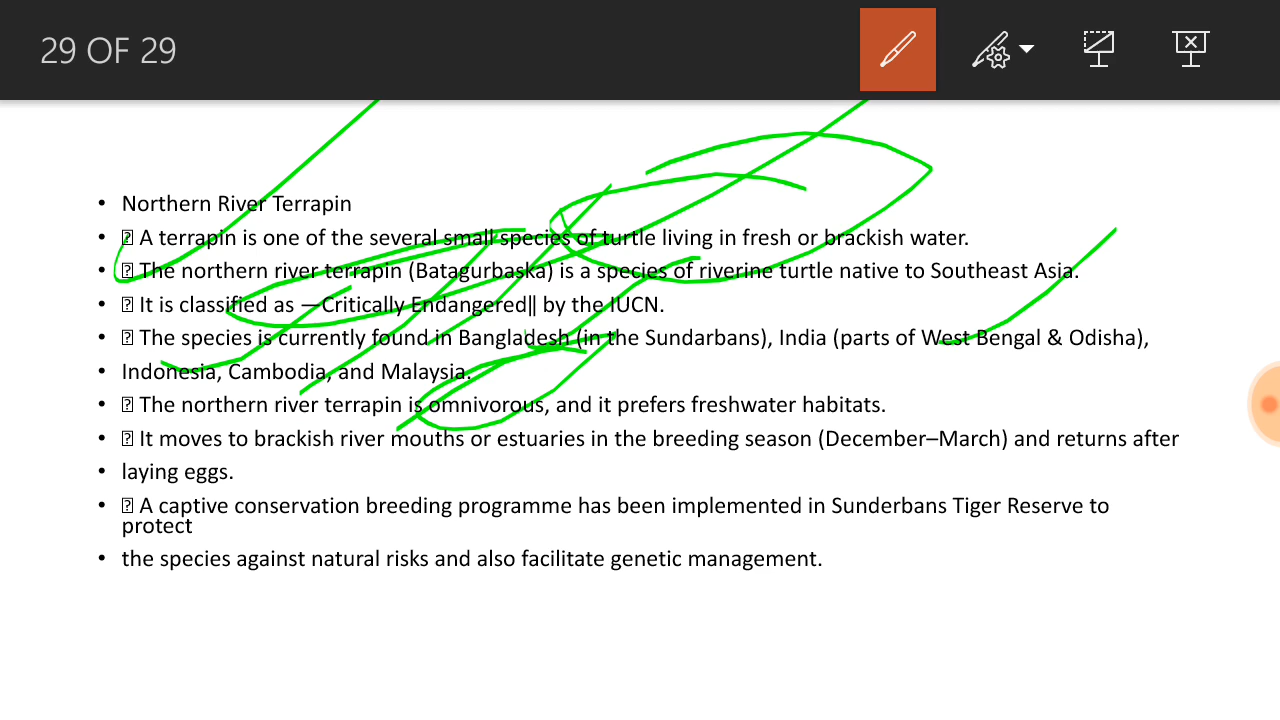 29 OF 29
• Northern River Terrapin
• A terrapin is one of the several small species of turtle living in fresh or brackish water.
• The northern river terrapin (Batagurbaska) is a species of riverine turtle native to Southeast Asia.
• It is classified as ―Critically Endangered‖ by the IUCN.
• The species is currently found in Bangladesh (in the Sundarbans), India (parts of West Bengal & Odisha),
• Indonesia, Cambodia, and Malaysia.
• The northern river terrapin is omnivorous, and it prefers freshwater habitats.
• It moves to brackish river mouths or estuaries in the breeding season (December–March) and returns after
• laying eggs.
• A captive conservation breeding programme has been implemented in Sunderbans Tiger Reserve to
protect
• the species against natural risks and also facilitate genetic management.